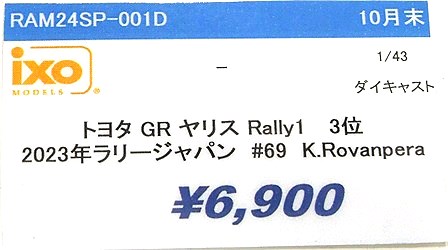 RAM24SP-001D 10月末
ixo
MODELS ®
– 1/43
ダイキャスト
トヨタ GR ヤリス Rally1 3位
2023年ラリージャパン #69 K.Rovanpera
¥6,900